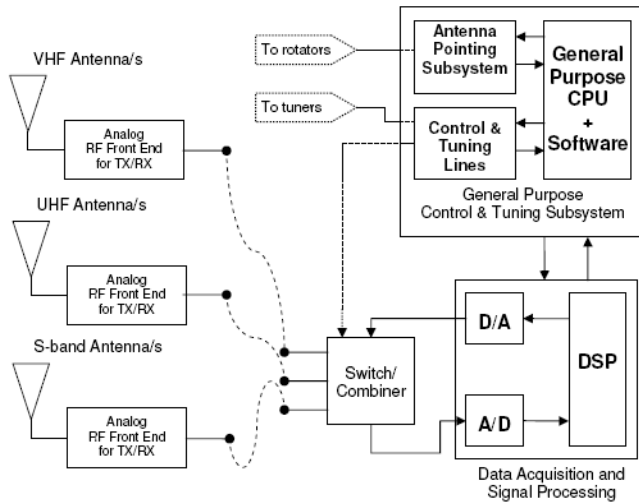 VHF Antenna/s
Analog
RF Front End
for TX/RX
UHF Antenna/s
Analog
RF Front End
for TX/RX
S-band Antenna/s
Analog
RF Front End
for TX/RX
To rotators
To tuners
Antenna
Pointing
Subsystem
Control &
Tuning
Lines
General
Purpose
CPU
+
Software
General Purpose
Control & Tuning Subsystem
Switch/
Combiner
D/A
A/D
DSP
Data Acquisition and
Signal Processing